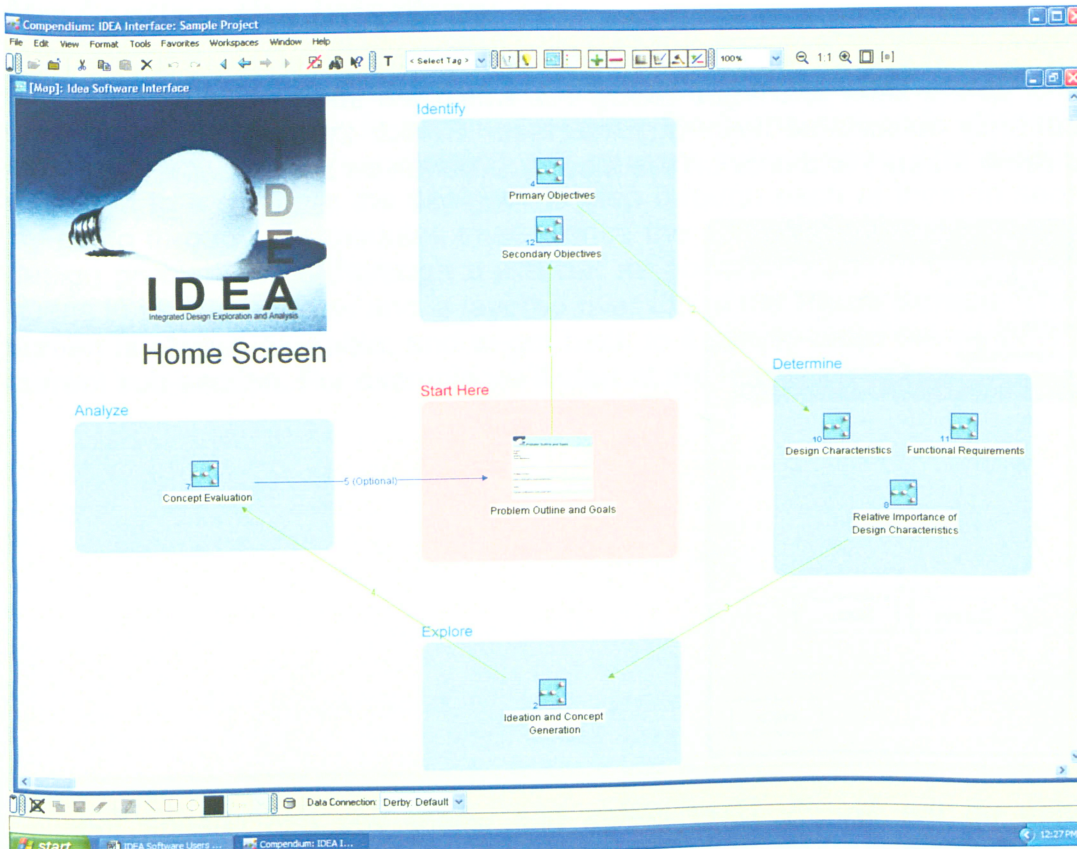 Compendium: IDEA Interface: Sample Project
File Edit View Format Tools Favorites Workspaces Window Help
T < Select Tag > 100% 1:1
[Map]: Idea Software Interface
I
D
E
IDEA
Integrated Design Exploration and Analysis
Home Screen
Identify
4
Primary Objectives
12
Secondary Objectives
Start Here
Problem Outline and Goals
Determine
10
Design Characteristics
11
Functional Requirements
Relative Importance of
Design Characteristics
Analyze
7
Concept Evaluation
5 (Optional)
Explore
2
Ideation and Concept
Generation
Data Connection: Derby: Default
start IDEA Software Users ... Compendium: IDEA I... 12:27 PM